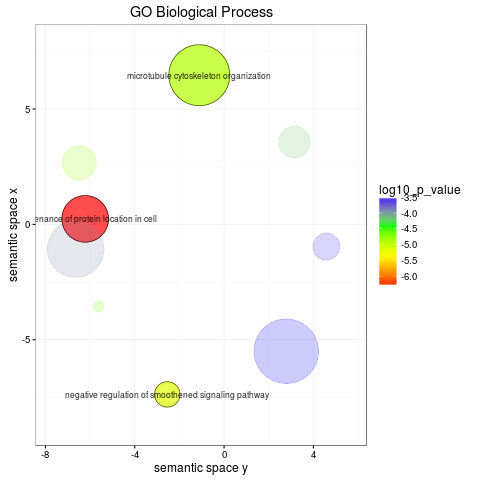 GO Biological Process
microtubule cytoskeleton organization
enance of protein location in cell
negative regulation of smoothened signaling pathway
5
0
-5
-8
-4
0
4
semantic space x
semantic space y
log10_p_value
-3.5
-4.0
-4.5
-5.0
-5.5
-6.0